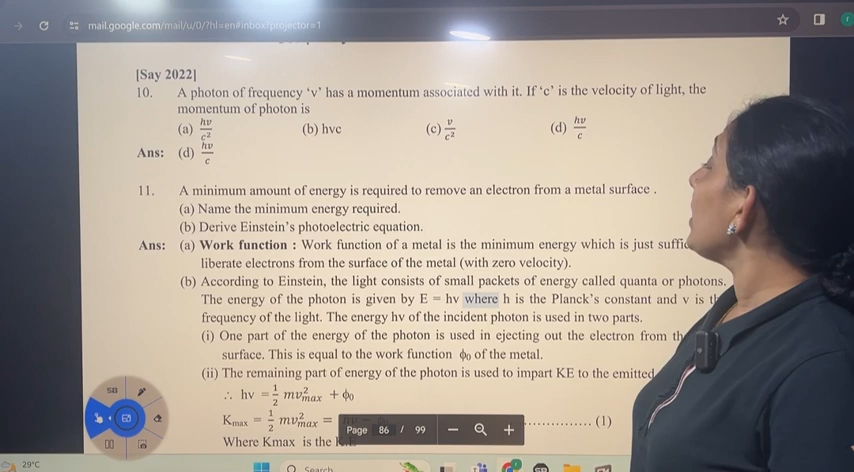 mail.google.com/mail/u/0/?hl=en#inbox?projector=1
[Say 2022]
10. A photon of frequency ‘ν’ has a momentum associated with it. If ‘c’ is the velocity of light, the
momentum of photon is
(a) hν/c² (b) hνc (c) ν/c² (d) hν/c
Ans: (d) hν/c
11. A minimum amount of energy is required to remove an electron from a metal surface .
(a) Name the minimum energy required.
(b) Derive Einstein’s photoelectric equation.
Ans: (a) Work function : Work function of a metal is the minimum energy which is just suffic
liberate electrons from the surface of the metal (with zero velocity).
(b) According to Einstein, the light consists of small packets of energy called quanta or photons.
The energy of the photon is given by E = hν where h is the Planck’s constant and ν is t
frequency of the light. The energy hν of the incident photon is used in two parts.
(i) One part of the energy of the photon is used in ejecting out the electron from th
surface. This is equal to the work function ϕ₀ of the metal.
(ii) The remaining part of energy of the photon is used to impart KE to the emitted
∴ hν = 1/2 mv²max + ϕ₀
Kmax = 1/2 mv²max = .............. (1)
Where Kmax is the K.E
Page 86 / 99 − +
SB
29°C
Search